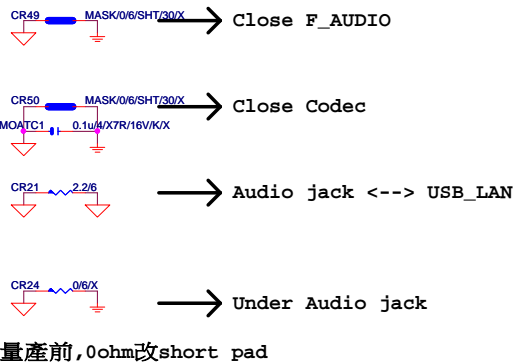 CR49 MASK/0/6/SHT/30/X Close F_AUDIO
CR50 MASK/0/6/SHT/30/X Close Codec
MOATC1 0.1u/4/X7R/16V/K/X
CR21 2.2/6 Audio jack <--> USB_LAN
CR24 0/6/X Under Audio jack
量產前,0ohm改short pad